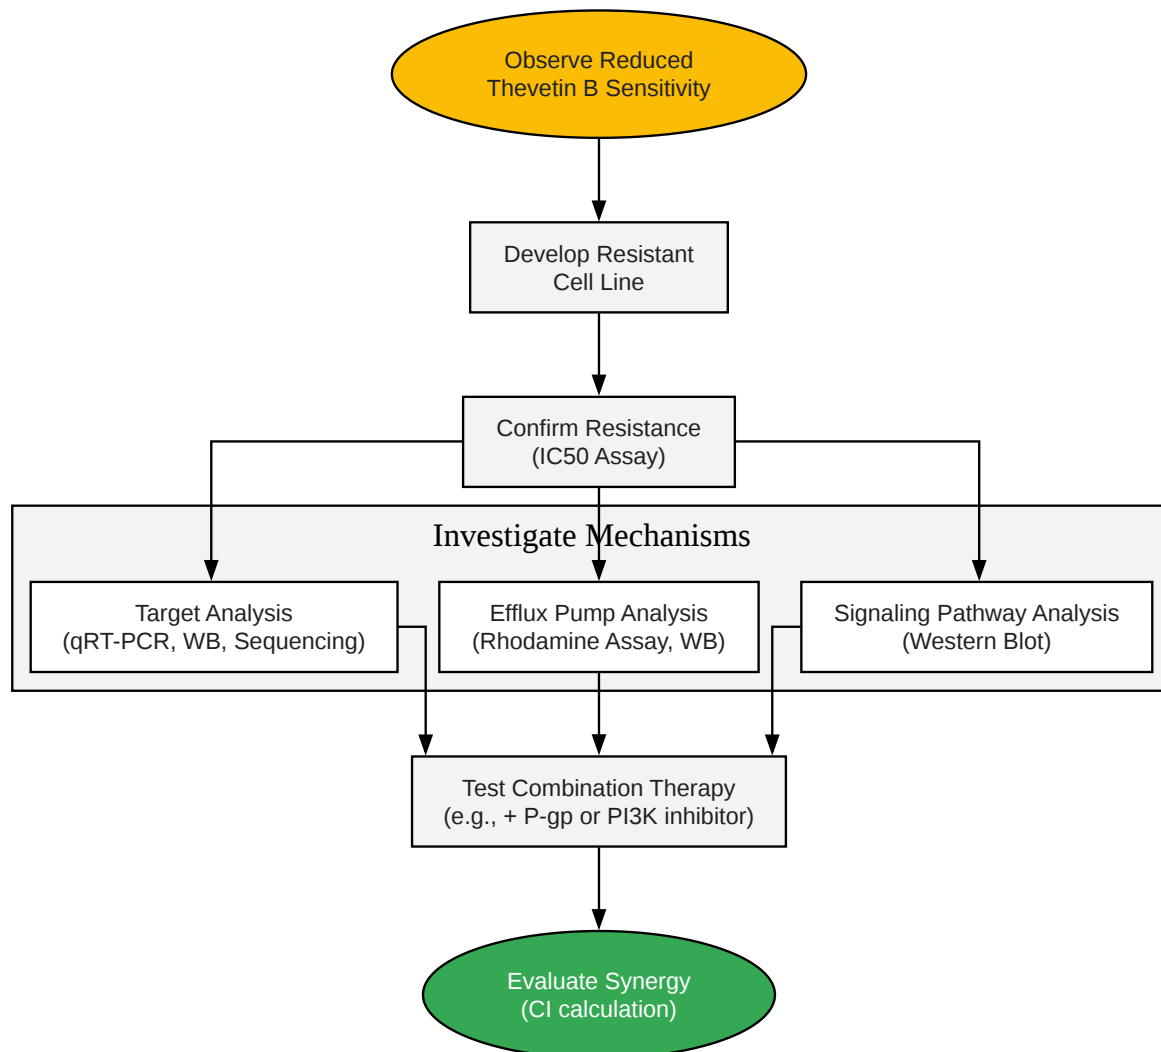 Observe Reduced
Thevetin B Sensitivity
Develop Resistant
Cell Line
Confirm Resistance
(IC50 Assay)
Investigate Mechanisms
Target Analysis
(qRT-PCR, WB, Sequencing)
Efflux Pump Analysis
(Rhodamine Assay, WB)
Signaling Pathway Analysis
(Western Blot)
Test Combination Therapy
(e.g., + P-gp or PI3K inhibitor)
Evaluate Synergy
(CI calculation)